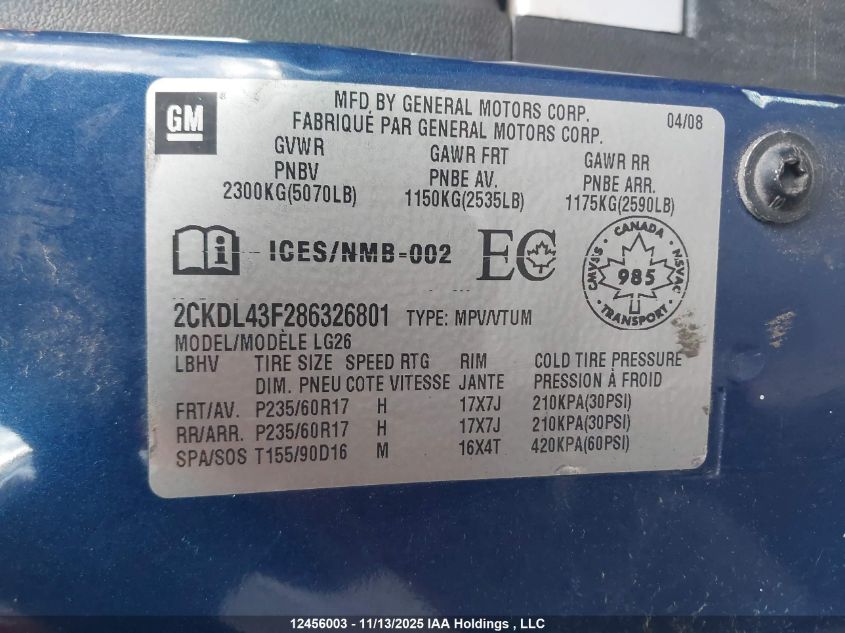 GM
MFD BY GENERAL MOTORS CORP.
FABRIQUÉ PAR GENERAL MOTORS CORP.
04/08
GVWR GAWR FRT GAWR RR
PNBV PNBE AV. PNBE ARR.
2300KG(5070LB) 1150KG(2535LB) 1175KG(2590LB)
i - ICES/NMB-002 EC
CANADA
CMVSS 985 NSVAC
2CKDL43F286326801 TYPE: MPV/VTUM
MODEL/MODÈLE LG26
LBHV TIRE SIZE SPEED RTG RIM COLD TIRE PRESSURE
DIM. PNEU COTE VITESSE JANTE PRESSION À FROID
FRT/AV. P235/60R17 H 17X7J 210KPA(30PSI)
RR/ARR. P235/60R17 H 17X7J 210KPA(30PSI)
SPA/SOS T155/90D16 M 16X4T 420KPA(60PSI)
12456003 - 11/13/2025 IAA Holdings , LLC